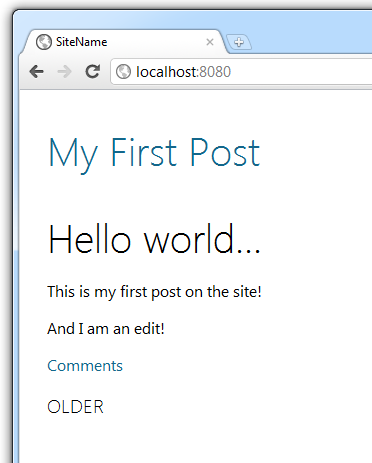 SiteName
localhost:8080
My First Post
Hello world...
This is my first post on the site!
And I am an edit!
Comments
OLDER